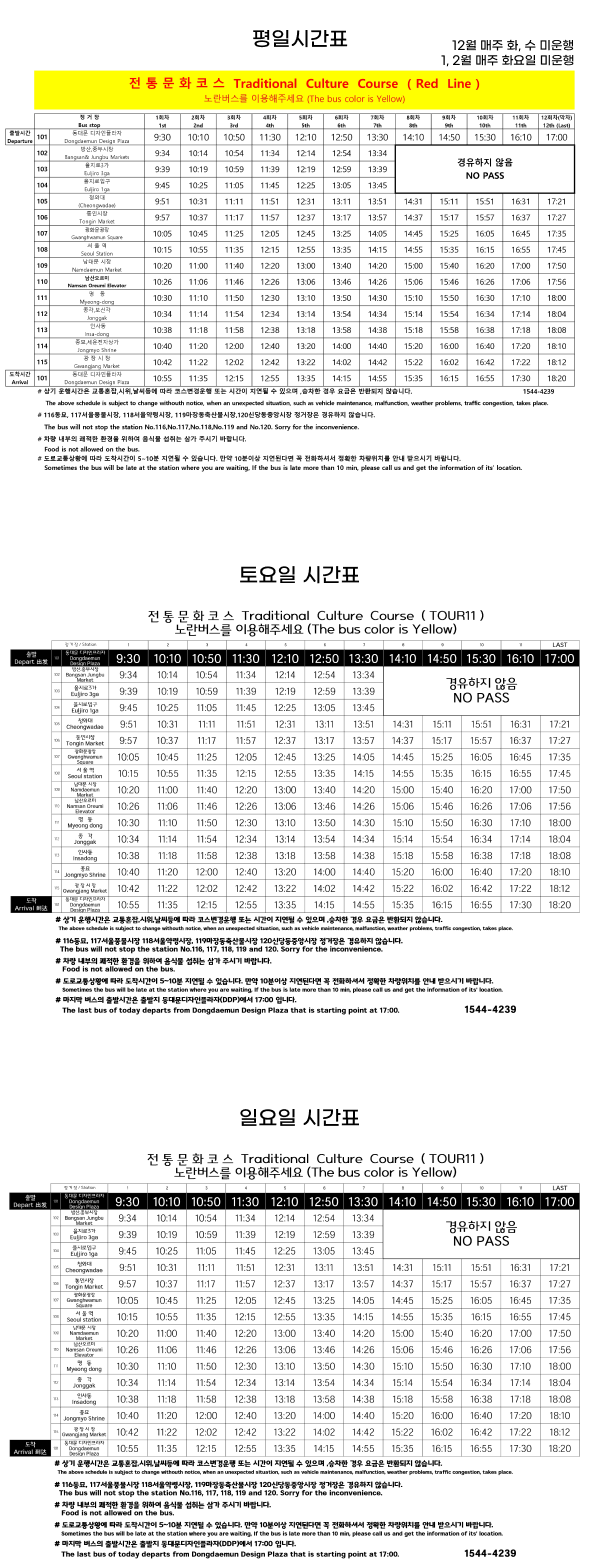 평일시간표
12월 매주 화, 수 미운행
1, 2월 매주 화요일 미운행
전 통 문 화 코 스 Traditional Culture Course ( Red Line )
노란버스를 이용해주세요 (The bus color is Yellow)
정 거 장 1회차 2회차 3회차 4회차 5회차 6회차 7회차 8회차 9회차 10회차 11회차 12회차(막차)
Bus stop 1st 2nd 3rd 4th 5th 6th 7th 8th 9th 10th 11th 12th (Last)
출발시간 Departure 101 동대문 디자인플라자 Dongdaemun Design Plaza 9:30 10:10 10:50 11:30 12:10 12:50 13:30 14:10 14:50 15:30 16:10 17:00
102 방산,중부시장 Bangsan& Jungbu Markets 9:34 10:14 10:54 11:34 12:14 12:54 13:34
경유하지 않음
NO PASS
103 을지로3가 Euljiro 3ga 9:39 10:19 10:59 11:39 12:19 12:59 13:39
104 을지로입구 Euljiro 1ga 9:45 10:25 11:05 11:45 12:25 13:05 13:45
105 청와대 (Cheongwadae) 9:51 10:31 11:11 11:51 12:31 13:11 13:51 14:31 15:11 15:51 16:31 17:21
106 통인시장 Tongin Market 9:57 10:37 11:17 11:57 12:37 13:17 13:57 14:37 15:17 15:57 16:37 17:27
107 광화문광장 Gwanghwamun Square 10:05 10:45 11:25 12:05 12:45 13:25 14:05 14:45 15:25 16:05 16:45 17:35
108 서 울 역 Seoul Station 10:15 10:55 11:35 12:15 12:55 13:35 14:15 14:55 15:35 16:15 16:55 17:45
109 남대문 시장 Namdaemun Market 10:20 11:00 11:40 12:20 13:00 13:40 14:20 15:00 15:40 16:20 17:00 17:50
110 남산오르미 Namsan Oreumi Elevator 10:26 11:06 11:46 12:26 13:06 13:46 14:26 15:06 15:46 16:26 17:06 17:56
111 명 동 Myeong-dong 10:30 11:10 11:50 12:30 13:10 13:50 14:30 15:10 15:50 16:30 17:10 18:00
112 종각,보신각 Jonggak 10:34 11:14 11:54 12:34 13:14 13:54 14:34 15:14 15:54 16:34 17:14 18:04
113 인사동 Insa-dong 10:38 11:18 11:58 12:38 13:18 13:58 14:38 15:18 15:58 16:38 17:18 18:08
114 종묘,세운전자상가 Jongmyo Shrine 10:40 11:20 12:00 12:40 13:20 14:00 14:40 15:20 16:00 16:40 17:20 18:10
115 광 장 시 장 Gwangjang Market 10:42 11:22 12:02 12:42 13:22 14:02 14:42 15:22 16:02 16:42 17:22 18:12
도착시간 Arrival 101 동대문 디자인플라자 Dongdaemun Design Plaza 10:55 11:35 12:15 12:55 13:35 14:15 14:55 15:35 16:15 16:55 17:30 18:20
# 상기 운행시간은 교통혼잡,시위,날씨등에 따라 코스변경운행 또는 시간이 지연될 수 있으며 ,승차한 경우 요금은 반환되지 않습니다. 1544-4239
The above schedule is subject to change withouth notice, when an unexpected situation, such as vehicle maintenance, malfunction, weather problems, traffic congestion, takes place.
# 116동묘, 117서울풍물시장, 118서울약령시장, 119마장동축산물시장,120신당동중앙시장 정거장은 경유하지 않습니다.
The bus will not stop the station No.116,No.117,No.118,No.119 and No.120. Sorry for the inconvenience.
# 차량 내부의 쾌적한 환경을 위하여 음식물 섭취는 삼가 주시기 바랍니다.
Food is not allowed on the bus.
# 도로교통상황에 따라 도착시간이 5~10분 지연될 수 있습니다. 만약 10분이상 지연된다면 꼭 전화하셔서 정확한 차량위치를 안내 받으시기 바랍니다.
Sometimes the bus will be late at the station where you are waiting, If the bus is late more than 10 min, please call us and get the information of its' location.
토요일 시간표
전 통 문 화 코 스 Traditional Culture Course ( TOUR11 )
노란버스를 이용해주세요 (The bus color is Yellow)
정 거 장 / Station 1 2 3 4 5 6 7 8 9 10 11 LAST
출발 Depart 出发 101 동대문 디자인프라자 Dongdaemun Design Plaza 9:30 10:10 10:50 11:30 12:10 12:50 13:30 14:10 14:50 15:30 16:10 17:00
102 방산,중부시장 Bangsan Jungbu Market 9:34 10:14 10:54 11:34 12:14 12:54 13:34
경유하지 않음
NO PASS
103 을지로3가 Euljiro 3ga 9:39 10:19 10:59 11:39 12:19 12:59 13:39
104 을지로입구 Euljiro 1ga 9:45 10:25 11:05 11:45 12:25 13:05 13:45
105 청와대 Cheongwadae 9:51 10:31 11:11 11:51 12:31 13:11 13:51 14:31 15:11 15:51 16:31 17:21
106 통인시장 Tongin Market 9:57 10:37 11:17 11:57 12:37 13:17 13:57 14:37 15:17 15:57 16:37 17:27
107 광화문광장 Gwanghwamun Square 10:05 10:45 11:25 12:05 12:45 13:25 14:05 14:45 15:25 16:05 16:45 17:35
108 서 울 역 Seoul station 10:15 10:55 11:35 12:15 12:55 13:35 14:15 14:55 15:35 16:15 16:55 17:45
109 남대문 시장 Namdaemun Market 10:20 11:00 11:40 12:20 13:00 13:40 14:20 15:00 15:40 16:20 17:00 17:50
110 남산오르미 Namsan Oreumi Elevator 10:26 11:06 11:46 12:26 13:06 13:46 14:26 15:06 15:46 16:26 17:06 17:56
111 명 동 Myeong dong 10:30 11:10 11:50 12:30 13:10 13:50 14:30 15:10 15:50 16:30 17:10 18:00
112 종 각 Jonggak 10:34 11:14 11:54 12:34 13:14 13:54 14:34 15:14 15:54 16:34 17:14 18:04
113 인사동 Insadong 10:38 11:18 11:58 12:38 13:18 13:58 14:38 15:18 15:58 16:38 17:18 18:08
114 종묘 Jongmyo Shrine 10:40 11:20 12:00 12:40 13:20 14:00 14:40 15:20 16:00 16:40 17:20 18:10
115 광 장 시 장 Gwangjang Market 10:42 11:22 12:02 12:42 13:22 14:02 14:42 15:22 16:02 16:42 17:22 18:12
도착 Arrival 到达 101 동대문 디자인프라자 Dongdaemun Design Plaza 10:55 11:35 12:15 12:55 13:35 14:15 14:55 15:35 16:15 16:55 17:30 18:20
# 상기 운행시간은 교통혼잡,시위,날씨등에 따라 코스변경운행 또는 시간이 지연될 수 있으며 ,승차한 경우 요금은 반환되지 않습니다.
The above schedule is subject to change withouth notice, when an unexpected situation, such as vehicle maintenance, malfunction, weather problems, traffic congestion, takes place.
# 116동묘, 117서울풍물시장 118서울약령시장, 119마장동축산물시장 120신당동중앙시장 정거장은 경유하지 않습니다.
The bus will not stop the station No.116, 117, 118, 119 and 120. Sorry for the inconvenience.
# 차량 내부의 쾌적한 환경을 위하여 음식물 섭취는 삼가 주시기 바랍니다.
Food is not allowed on the bus.
# 도로교통상황에 따라 도착시간이 5~10분 지연될 수 있습니다. 만약 10분이상 지연된다면 꼭 전화하셔서 정확한 차량위치를 안내 받으시기 바랍니다.
Sometimes the bus will be late at the station where you are waiting, If the bus is late more than 10 min, please call us and get the information of its' location.
# 마지막 버스의 출발시간은 출발지 동대문디자인플라자(DDP)에서 17:00 입니다.
The last bus of today departs from Dongdaemun Design Plaza that is starting point at 17:00. 1544-4239
일요일 시간표
전 통 문 화 코 스 Traditional Culture Course ( TOUR11 )
노란버스를 이용해주세요 (The bus color is Yellow)
정 거 장 / Station 1 2 3 4 5 6 7 8 9 10 11 LAST
출발 Depart 出发 101 동대문 디자인프라자 Dongdaemun Design Plaza 9:30 10:10 10:50 11:30 12:10 12:50 13:30 14:10 14:50 15:30 16:10 17:00
102 방산,중부시장 Bangsan Jungbu Market 9:34 10:14 10:54 11:34 12:14 12:54 13:34
경유하지 않음
NO PASS
103 을지로3가 Euljiro 3ga 9:39 10:19 10:59 11:39 12:19 12:59 13:39
104 을지로입구 Euljiro 1ga 9:45 10:25 11:05 11:45 12:25 13:05 13:45
105 청와대 Cheongwadae 9:51 10:31 11:11 11:51 12:31 13:11 13:51 14:31 15:11 15:51 16:31 17:21
106 통인시장 Tongin Market 9:57 10:37 11:17 11:57 12:37 13:17 13:57 14:37 15:17 15:57 16:37 17:27
107 광화문광장 Gwanghwamun Square 10:05 10:45 11:25 12:05 12:45 13:25 14:05 14:45 15:25 16:05 16:45 17:35
108 서 울 역 Seoul station 10:15 10:55 11:35 12:15 12:55 13:35 14:15 14:55 15:35 16:15 16:55 17:45
109 남대문 시장 Namdaemun Market 10:20 11:00 11:40 12:20 13:00 13:40 14:20 15:00 15:40 16:20 17:00 17:50
110 남산오르미 Namsan Oreumi Elevator 10:26 11:06 11:46 12:26 13:06 13:46 14:26 15:06 15:46 16:26 17:06 17:56
111 명 동 Myeong dong 10:30 11:10 11:50 12:30 13:10 13:50 14:30 15:10 15:50 16:30 17:10 18:00
112 종 각 Jonggak 10:34 11:14 11:54 12:34 13:14 13:54 14:34 15:14 15:54 16:34 17:14 18:04
113 인사동 Insadong 10:38 11:18 11:58 12:38 13:18 13:58 14:38 15:18 15:58 16:38 17:18 18:08
114 종묘 Jongmyo Shrine 10:40 11:20 12:00 12:40 13:20 14:00 14:40 15:20 16:00 16:40 17:20 18:10
115 광 장 시 장 Gwangjang Market 10:42 11:22 12:02 12:42 13:22 14:02 14:42 15:22 16:02 16:42 17:22 18:12
도착 Arrival 到达 101 동대문 디자인프라자 Dongdaemun Design Plaza 10:55 11:35 12:15 12:55 13:35 14:15 14:55 15:35 16:15 16:55 17:30 18:20
# 상기 운행시간은 교통혼잡,시위,날씨등에 따라 코스변경운행 또는 시간이 지연될 수 있으며 ,승차한 경우 요금은 반환되지 않습니다.
The above schedule is subject to change withouth notice, when an unexpected situation, such as vehicle maintenance, malfunction, weather problems, traffic congestion, takes place.
# 116동묘, 117서울풍물시장 118서울약령시장, 119마장동축산물시장 120신당동중앙시장 정거장은 경유하지 않습니다.
The bus will not stop the station No.116, 117, 118, 119 and 120. Sorry for the inconvenience.
# 차량 내부의 쾌적한 환경을 위하여 음식물 섭취는 삼가 주시기 바랍니다.
Food is not allowed on the bus.
# 도로교통상황에 따라 도착시간이 5~10분 지연될 수 있습니다. 만약 10분이상 지연된다면 꼭 전화하셔서 정확한 차량위치를 안내 받으시기 바랍니다.
Sometimes the bus will be late at the station where you are waiting, If the bus is late more than 10 min, please call us and get the information of its' location.
# 마지막 버스의 출발시간은 출발지 동대문디자인플라자(DDP)에서 17:00 입니다.
The last bus of today departs from Dongdaemun Design Plaza that is starting point at 17:00. 1544-4239